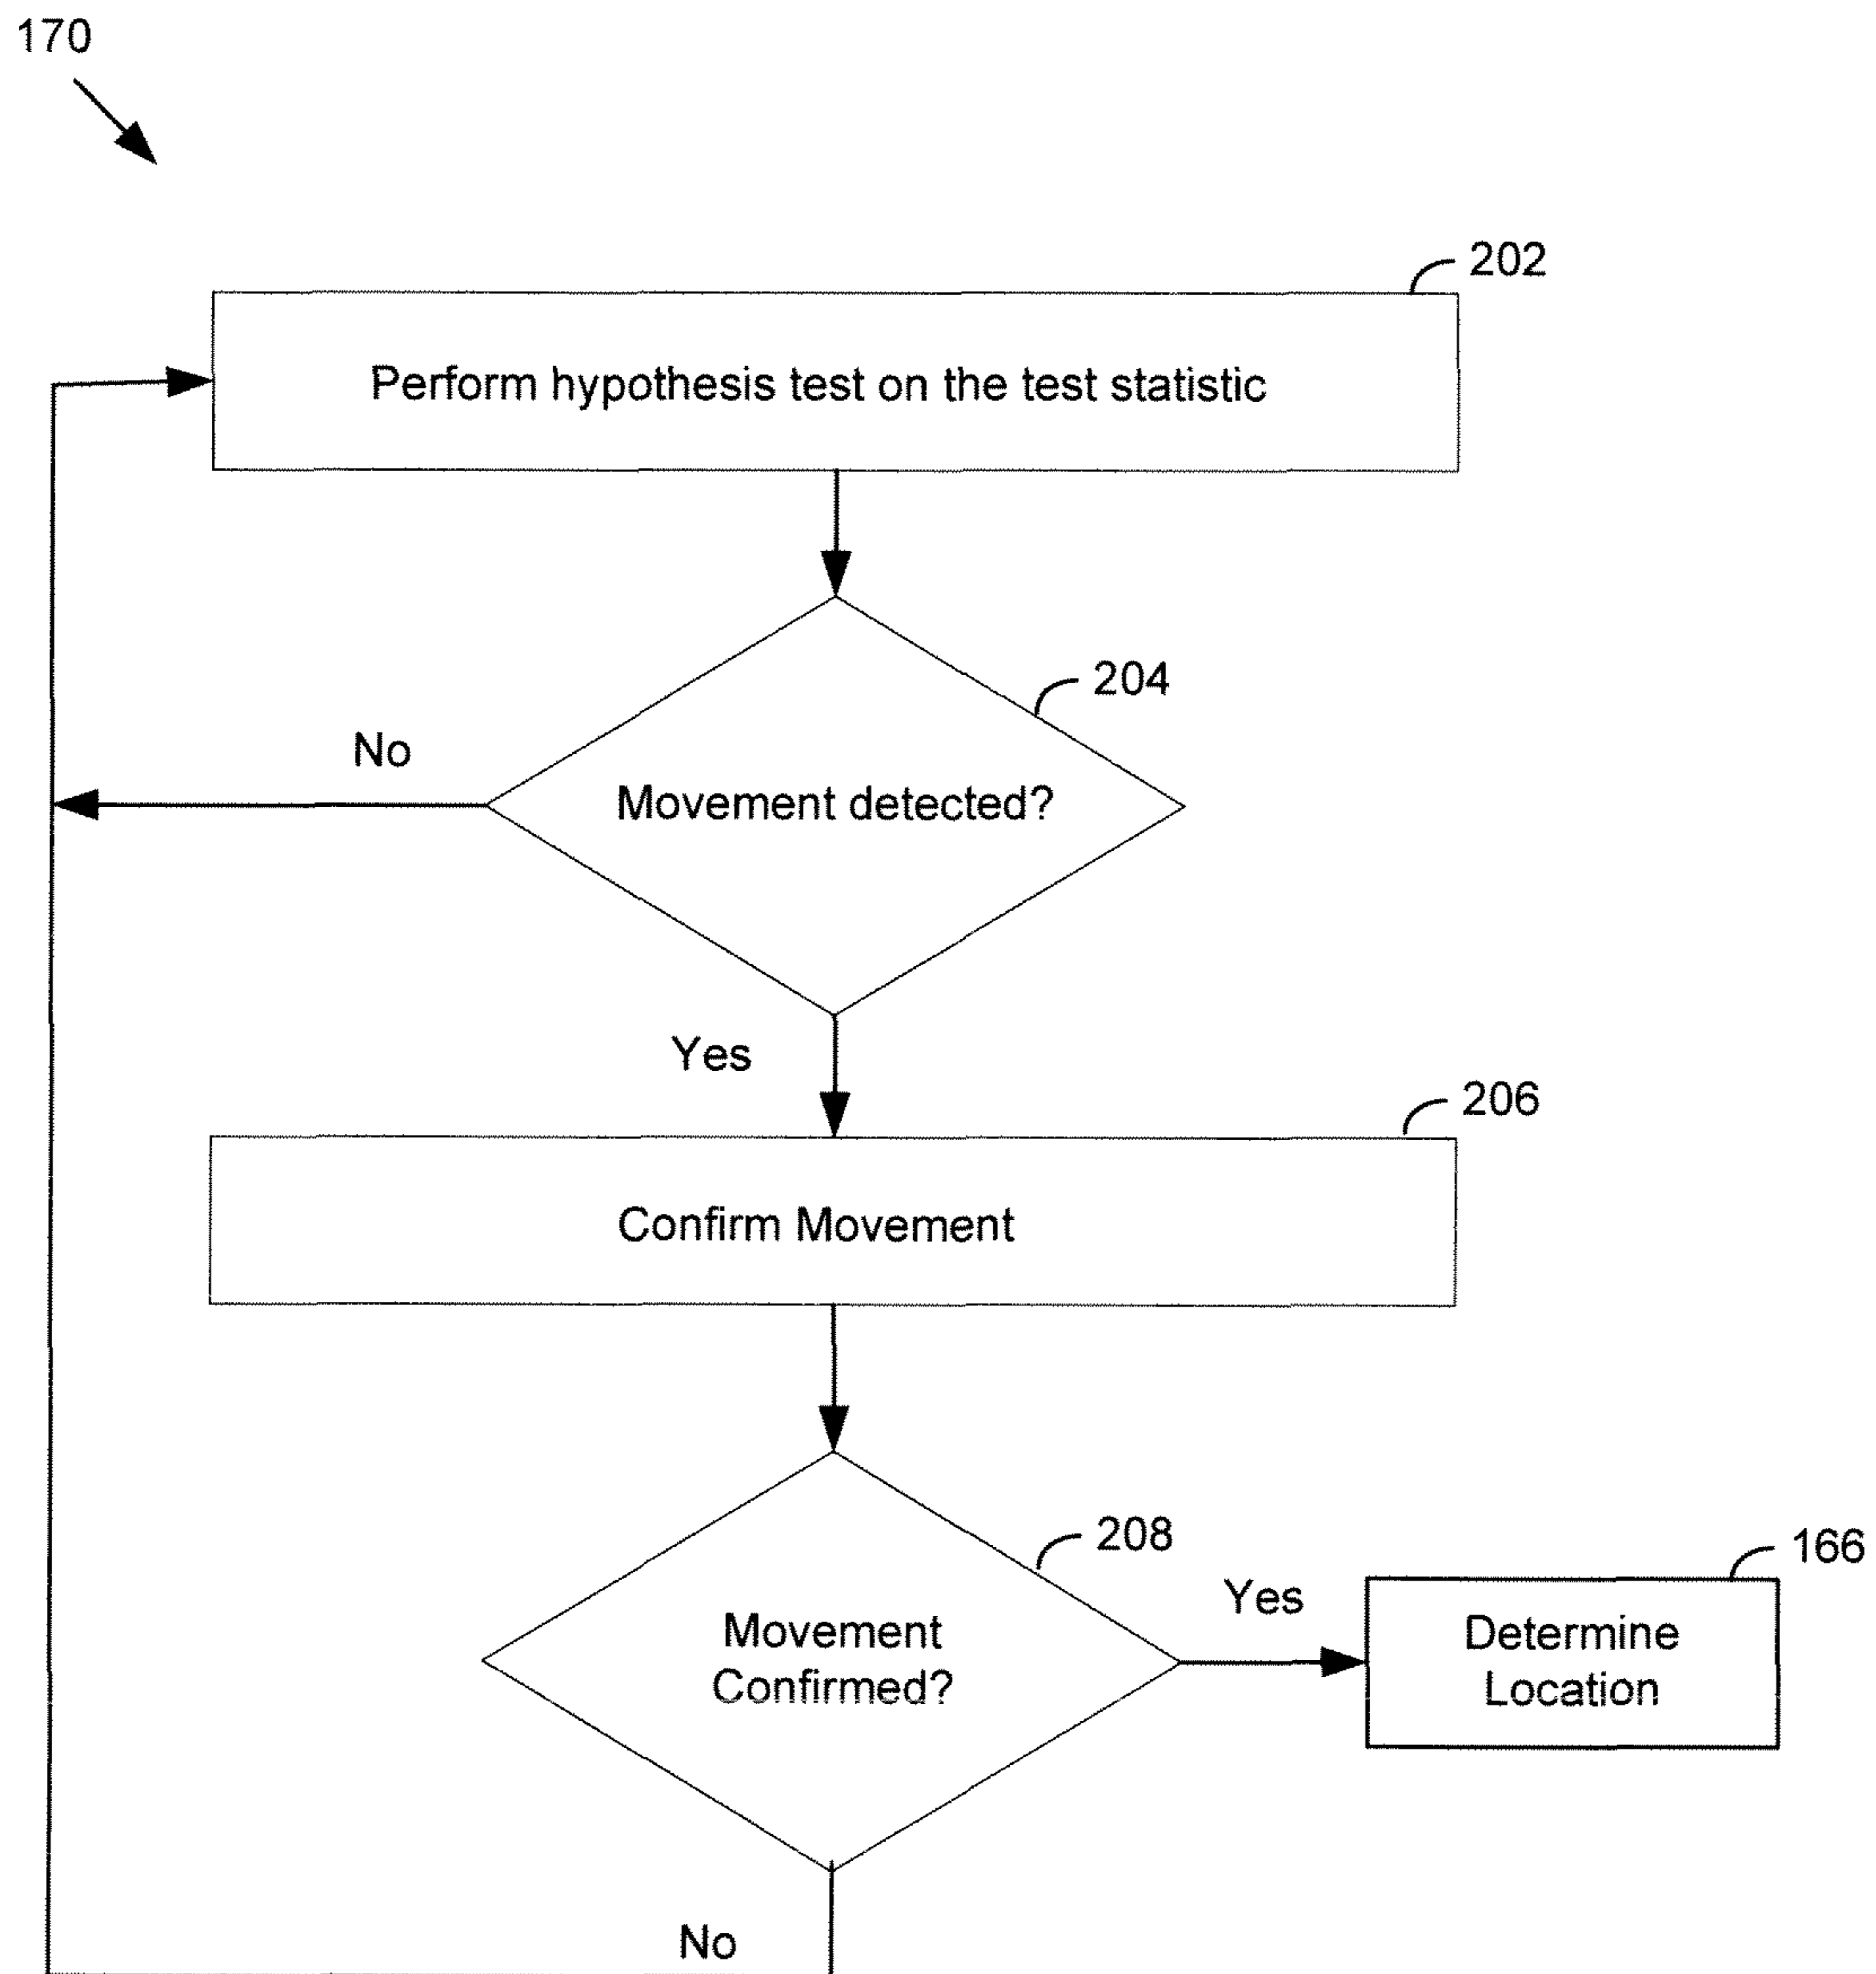 170
202
Perform hypothesis test on the test statistic
204
No
Movement detected?
Yes
206
Confirm Movement
208
166
Yes
Movement
Confirmed?
Determine
Location
No